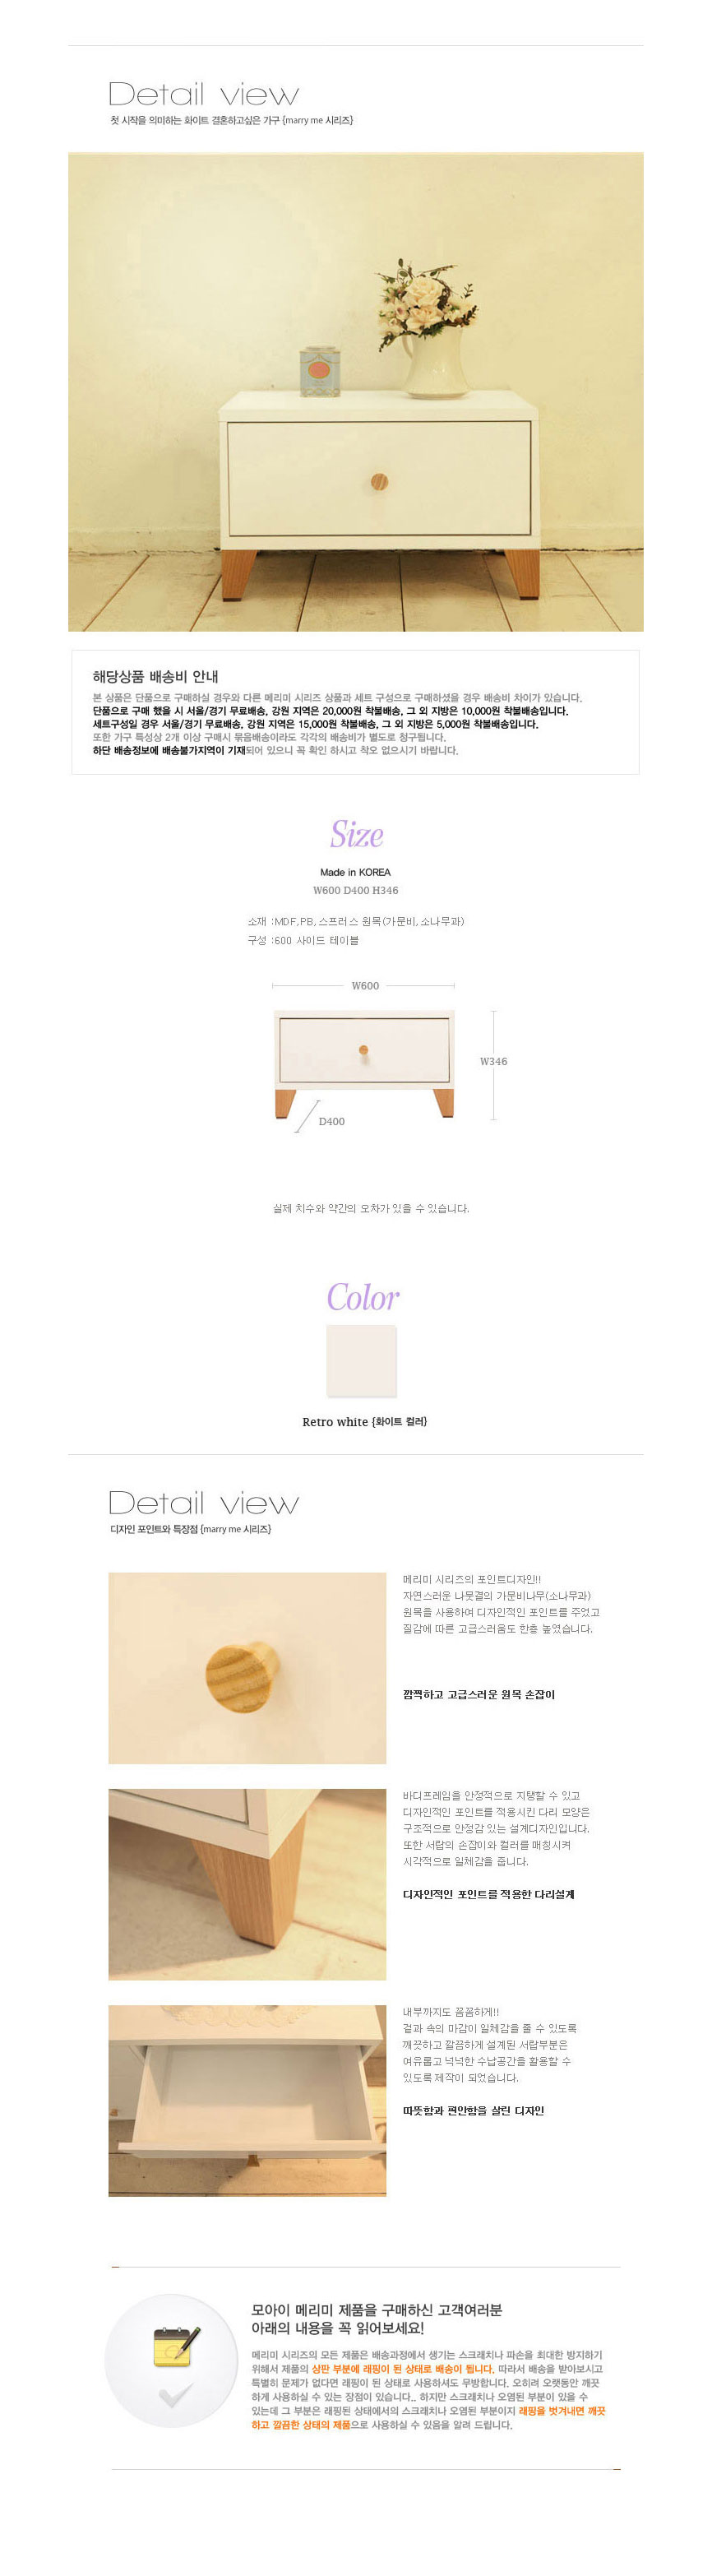 Detail view
첫 시작을 의미하는 화이트 결혼하고싶은 가구 {marry me 시리즈}
해당상품 배송비 안내
본 상품은 단품으로 구매하실 경우와 다른 메리미 시리즈 상품과 세트 구성으로 구매하셨을 경우 배송비 차이가 있습니다.
단품으로 구매 했을 시 서울/경기 무료배송, 강원 지역은 20,000원 착불배송, 그 외 지방은 10,000원 착불배송입니다.
세트구성일 경우 서울/경기 무료배송, 강원 지역은 15,000원 착불배송, 그 외 지방은 5,000원 착불배송입니다.
또한 가구 특성상 2개 이상 구매시 묶음배송이라도 각각의 배송비가 별도로 청구됩니다.
하단 배송정보에 배송불가지역이 기재되어 있으니 꼭 확인 하시고 착오 없으시기 바랍니다.
Size
Made in KOREA
W600 D400 H346
소재 :MDF,PB,스프러스 원목(가문비,소나무과)
구성 :600 사이드 테이블
W600
W346
D400
실제 치수와 약간의 오차가 있을 수 있습니다.
Color
Retro white {화이트 컬러}
Detail view
디자인 포인트와 특장점 {marry me 시리즈}
메리미 시리즈의 포인트디자인!!
자연스러운 나뭇결의 가문비나무(소나무과)
원목을 사용하여 디자인적인 포인트를 주었고
질감에 따른 고급스러움도 한층 높였습니다.
깜찍하고 고급스러운 원목 손잡이
바디프레임을 안정적으로 지탱할 수 있고
디자인적인 포인트를 적용시킨 다리 모양은
구조적으로 안정감 있는 설계디자인입니다.
또한 서랍의 손잡이와 컬러를 매칭시켜
시각적으로 일체감을 줍니다.
디자인적인 포인트를 적용한 다리설계
내부까지도 꼼꼼하게!!
겉과 속의 마감이 일체감을 줄 수 있도록
깨끗하고 깔끔하게 설계된 서랍부분은
여유롭고 넉넉한 수납공간을 활용할 수
있도록 제작이 되었습니다.
따뜻함과 편안함을 살린 디자인
모아이 메리미 제품을 구매하신 고객여러분
아래의 내용을 꼭 읽어보세요!
메리미 시리즈의 모든 제품은 배송과정에서 생기는 스크래치나 파손을 최대한 방지하기
위해서 제품의 상판 부분에 래핑이 된 상태로 배송이 됩니다. 따라서 배송을 받아보시고
특별히 문제가 없다면 래핑이 된 상태로 사용하셔도 무방합니다. 오히려 오랫동안 깨끗
하게 사용하실 수 있는 장점이 있습니다.. 하지만 스크래치나 오염된 부분이 있을 수
있는데 그 부분은 래핑된 상태에서의 스크래치나 오염된 부분이지 래핑을 벗겨내면 깨끗
하고 깔끔한 상태의 제품으로 사용하실 수 있음을 알려 드립니다.